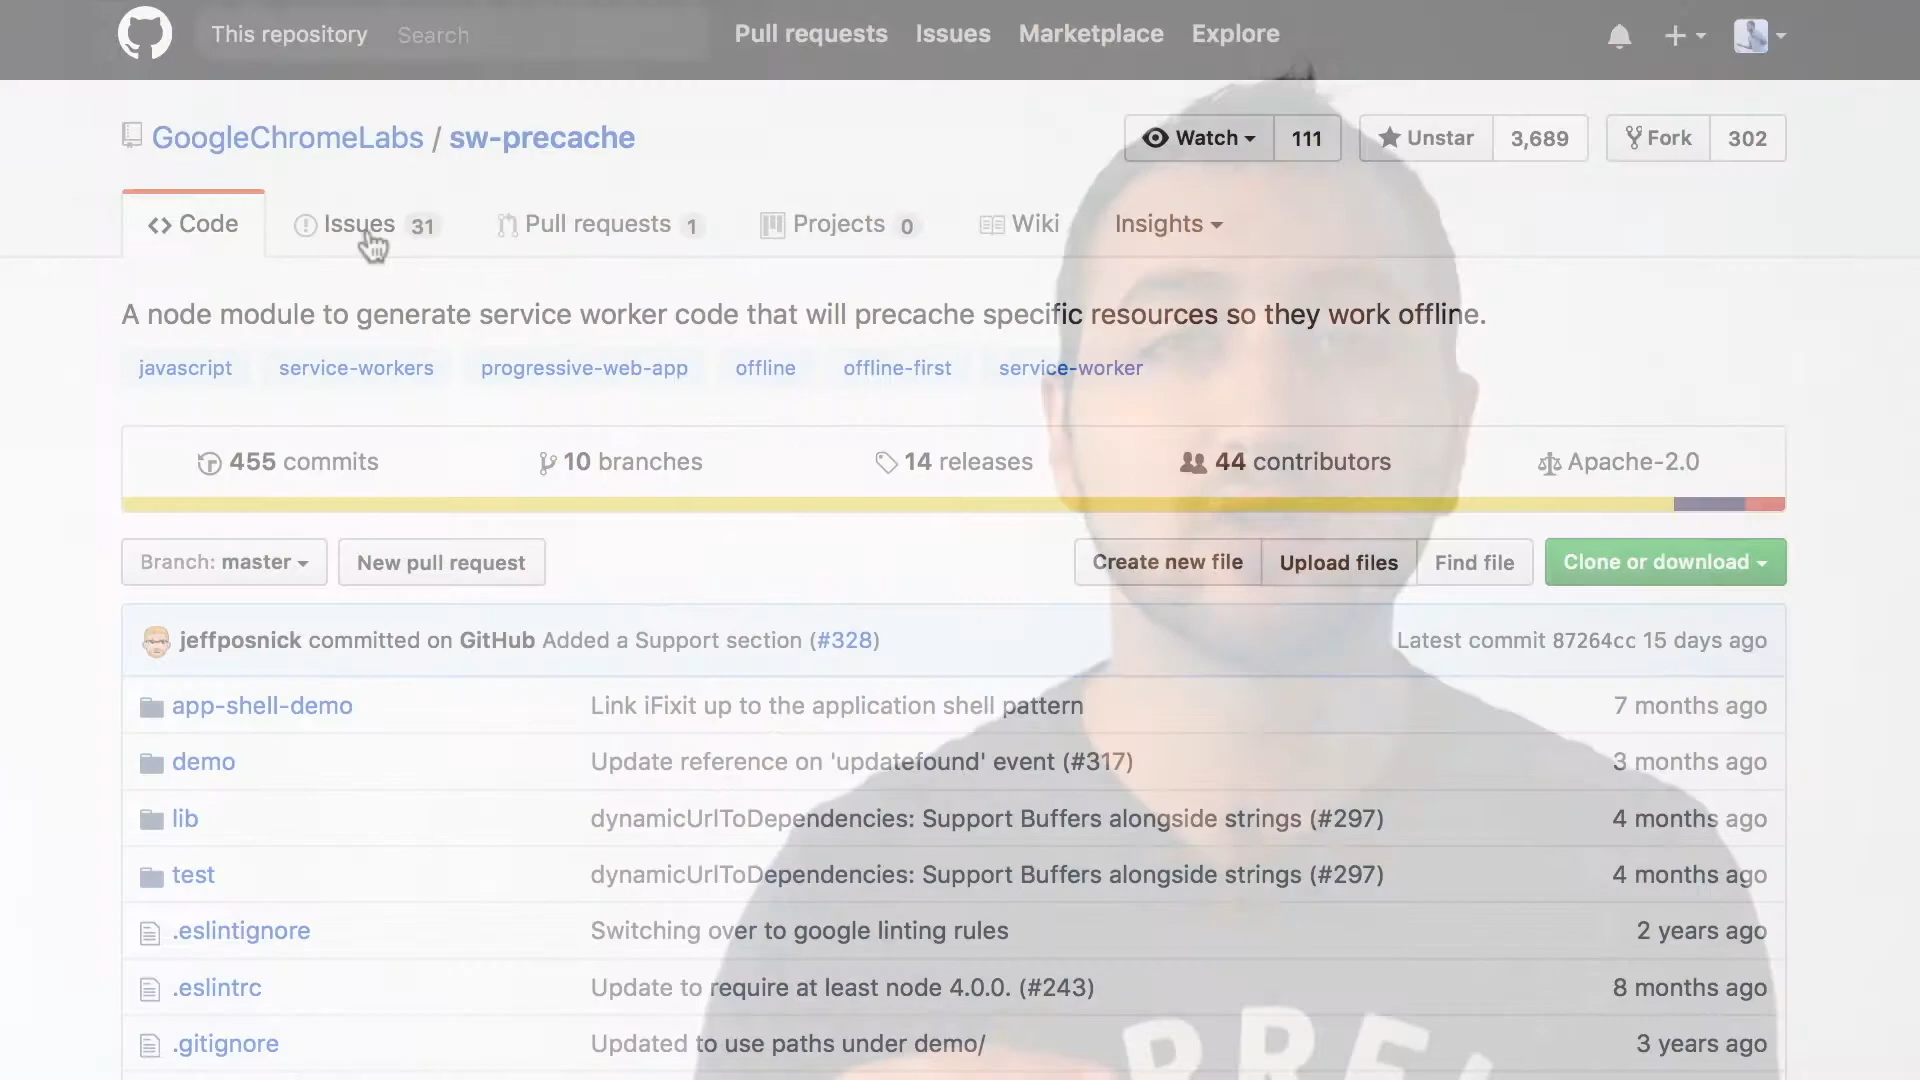 This repository Search Pull requests Issues Marketplace Explore
GoogleChromeLabs / sw-precache Watch 111 Unstar 3,689 Fork 302
Code Issues 31 Pull requests 1 Projects 0 Wiki Insights
A node module to generate service worker code that will precache specific resources so they work offline.
javascript service-workers progressive-web-app offline offline-first service-worker
455 commits 10 branches 14 releases 44 contributors Apache-2.0
Branch: master New pull request Create new file Upload files Find file Clone or download
jeffposnick committed on GitHub Added a Support section (#328) Latest commit 87264cc 15 days ago
app-shell-demo Link iFixit up to the application shell pattern 7 months ago
demo Update reference on 'updatefound' event (#317) 3 months ago
lib dynamicUrlToDependencies: Support Buffers alongside strings (#297) 4 months ago
test dynamicUrlToDependencies: Support Buffers alongside strings (#297) 4 months ago
.eslintignore Switching over to google linting rules 2 years ago
.eslintrc Update to require at least node 4.0.0. (#243) 8 months ago
.gitignore Updated to use paths under demo/ 3 years ago